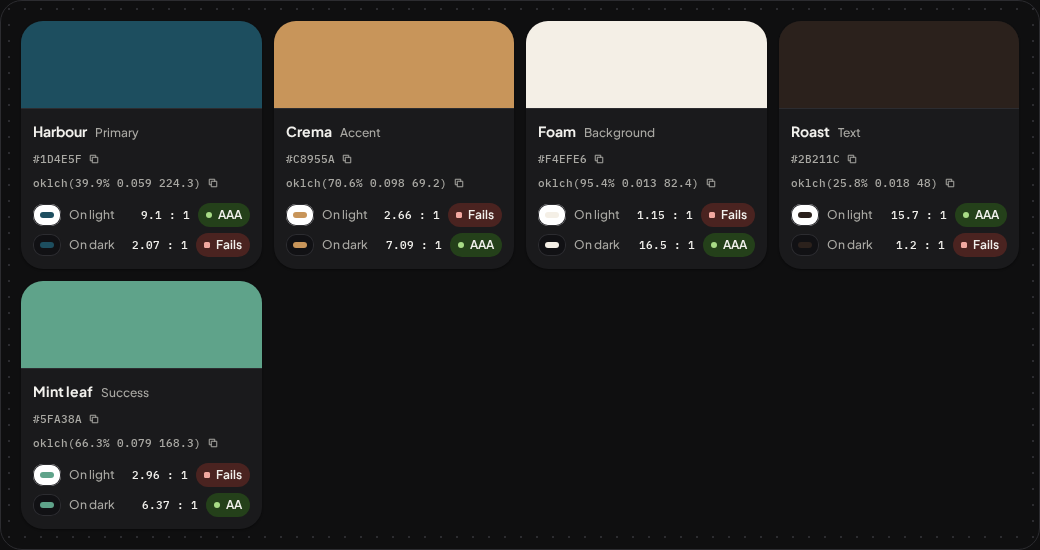 Harbour Primary
#1D4E5F
oklch(39.9% 0.059 224.3)
On light 9.1 : 1 AAA
On dark 2.07 : 1 Fails
Crema Accent
#C8955A
oklch(70.6% 0.098 69.2)
On light 2.66 : 1 Fails
On dark 7.09 : 1 AAA
Foam Background
#F4EFE6
oklch(95.4% 0.013 82.4)
On light 1.15 : 1 Fails
On dark 16.5 : 1 AAA
Roast Text
#2B211C
oklch(25.8% 0.018 48)
On light 15.7 : 1 AAA
On dark 1.2 : 1 Fails
Mint leaf Success
#5FA38A
oklch(66.3% 0.079 168.3)
On light 2.96 : 1 Fails
On dark 6.37 : 1 AA